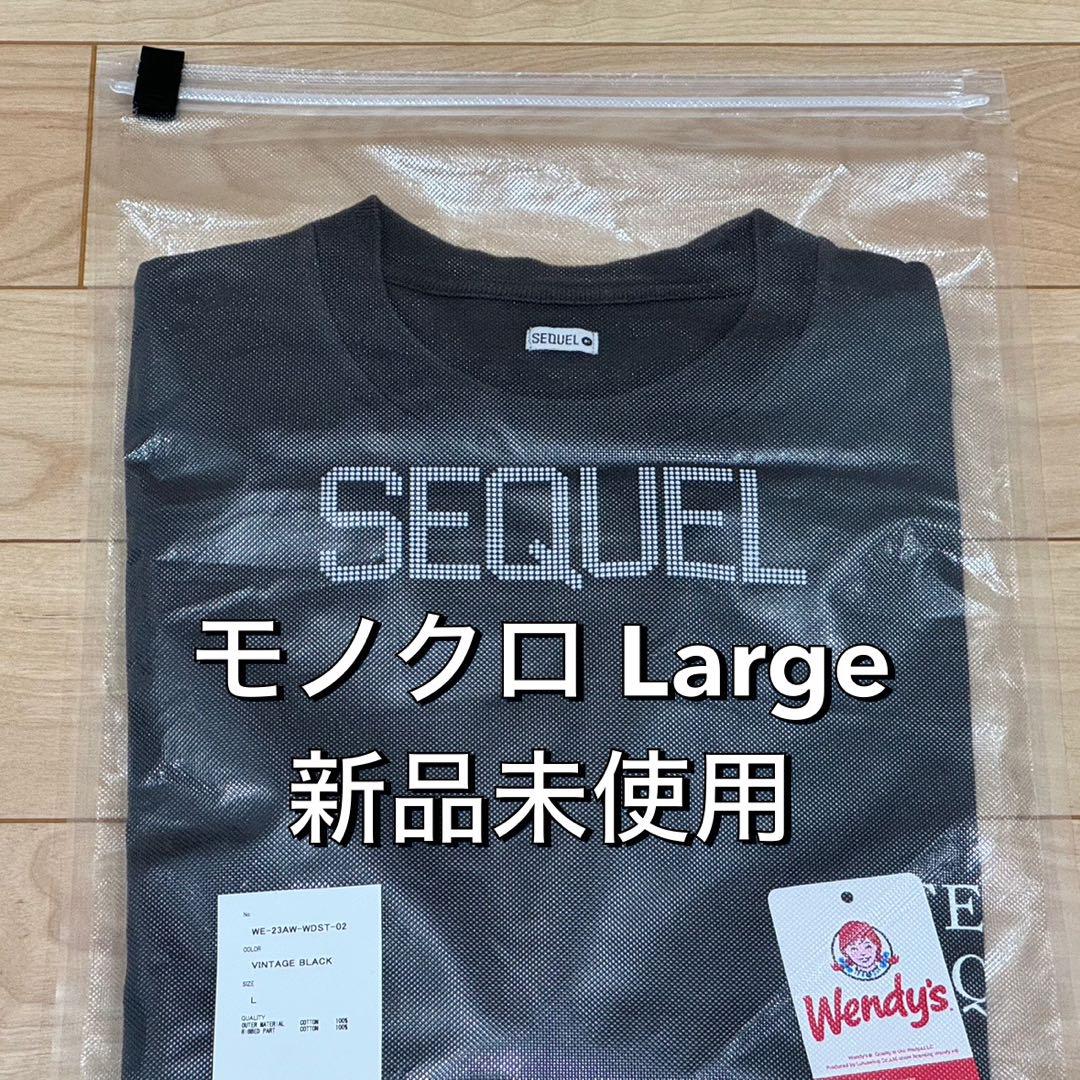 SEQUEL
SEQUEL
モノクロ Large
新品未使用
No
WE-23AW-WDST-02
COLOR
VINTAGE BLACK
SIZE
L
QUALITY
OUTER MATERIAL COTTON 100%
RIBBED PART COTTON 100%
Wendy's